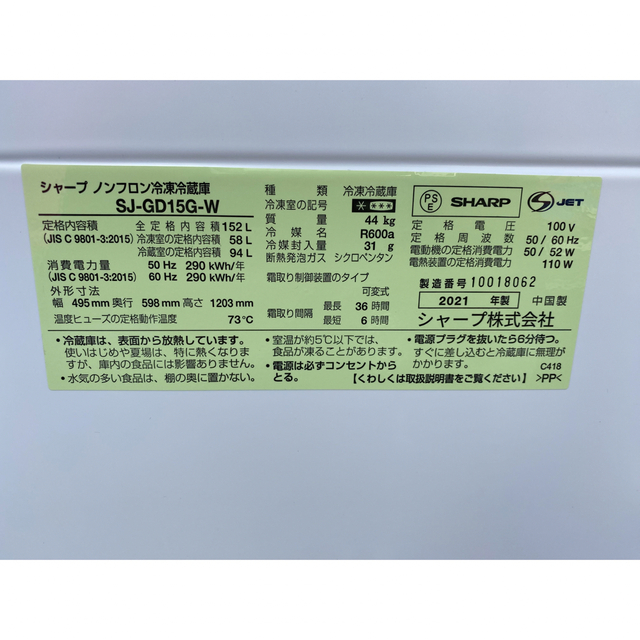 シャープ ノンフロン冷凍冷蔵庫
SJ-GD15G-W
定格内容積 全定格内容積 152 L
(JIS C 9801-3:2015) 冷凍室の定格内容積 58 L
冷蔵室の定格内容積 94 L
消費電力量 50 Hz 290 kWh/年
(JIS C 9801-3:2015) 60 Hz 290 kWh/年
外形寸法
幅 495mm 奥行 598mm 高さ 1203mm
温度ヒューズの定格動作温度 73℃
種類 冷凍冷蔵庫
冷凍室の記号 * ***
質量 44 kg
冷媒名 R600a
冷媒封入量 31 g
断熱発泡ガス シクロペンタン
霜取り制御装置のタイプ
可変式
霜取り間隔 最長 36 時間
最短 6 時間
PS E SHARP S JET
定格電圧 100 V
定格周波数 50 / 60 Hz
電動機の定格消費電力 50 / 52 W
電熱装置の定格消費電力 110 W
製造番号 10018062
2021 年製 中国製
シャープ株式会社
・冷蔵庫は、表面から放熱しています。
使いはじめや夏場は、特に熱くなりま
すが、庫内の食品には影響ありません。
・水気の多い食品は、棚の奥に置かない。
・室温が約5℃以下では、
食品が凍ることがあります。
・電源は必ずコンセントから
とる。
・電源プラグを抜いたら6分待つ。
すぐに差し込むと冷蔵庫に無理が
かかります。
C418
【くわしくは取扱説明書をご覧ください】 >PP<